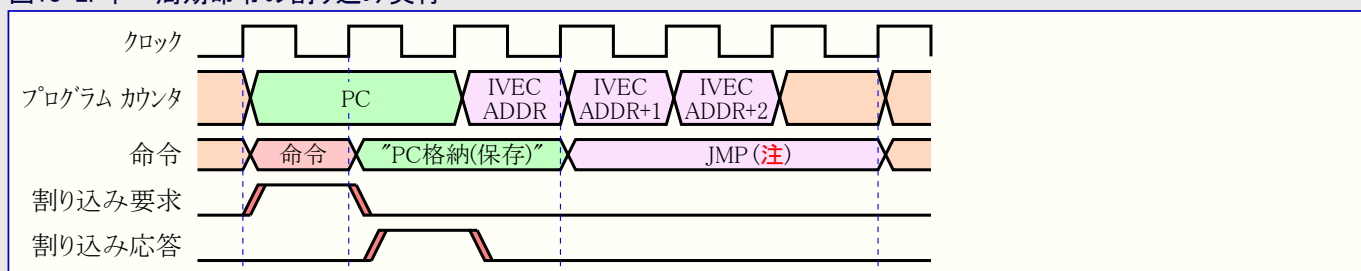 クロック
プログラム カウンタ
PC
IVEC
ADDR
IVEC
ADDR+1
IVEC
ADDR+2
命令
命令
"PC格納(保存)"
JMP (注)
割り込み要求
割り込み応答